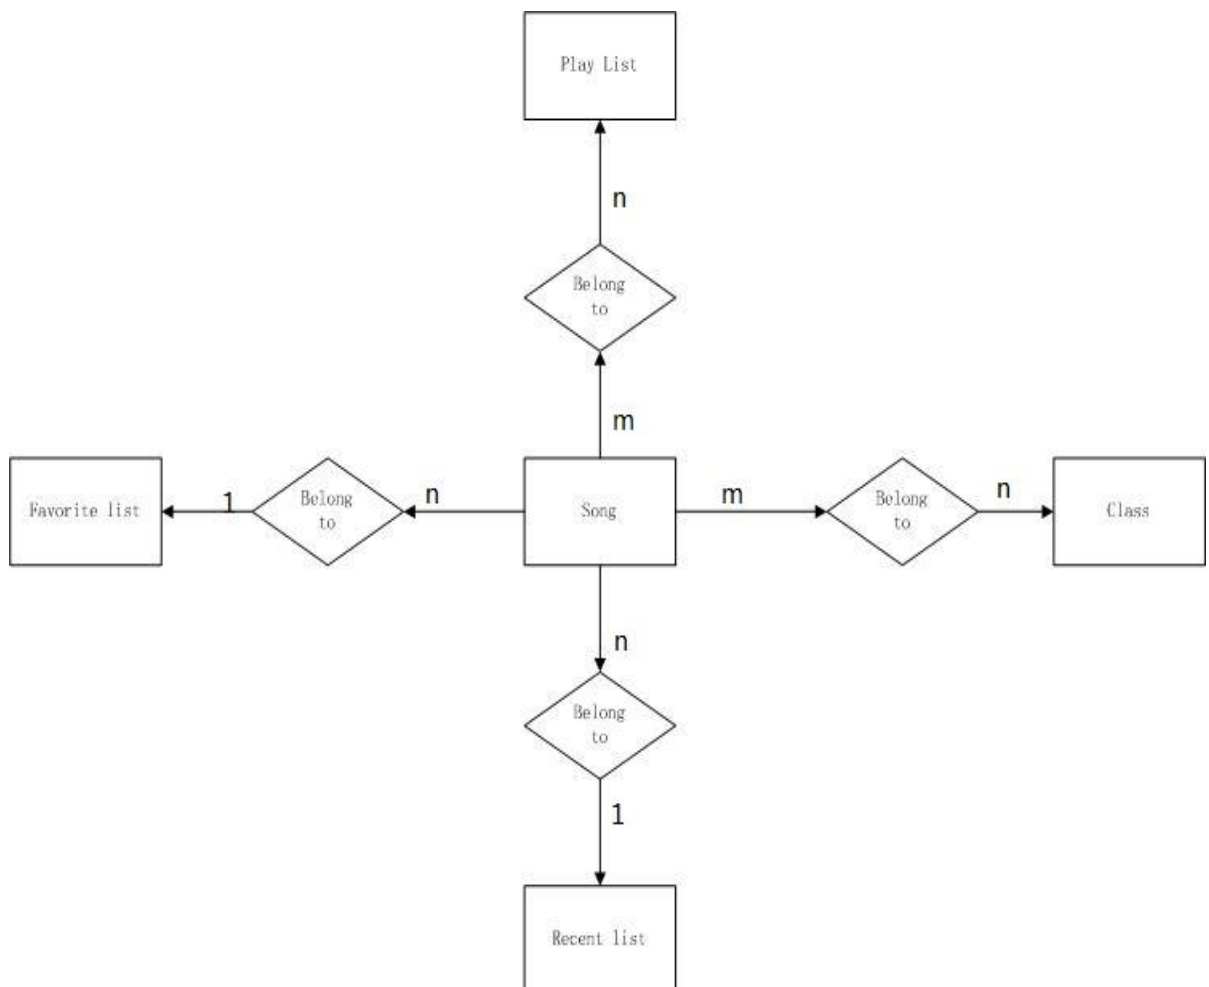 Play List
n
Belong
to
m
Favorite list
1
Belong
to
n
Song
m
Belong
to
n
Class
n
Belong
to
1
Recent list